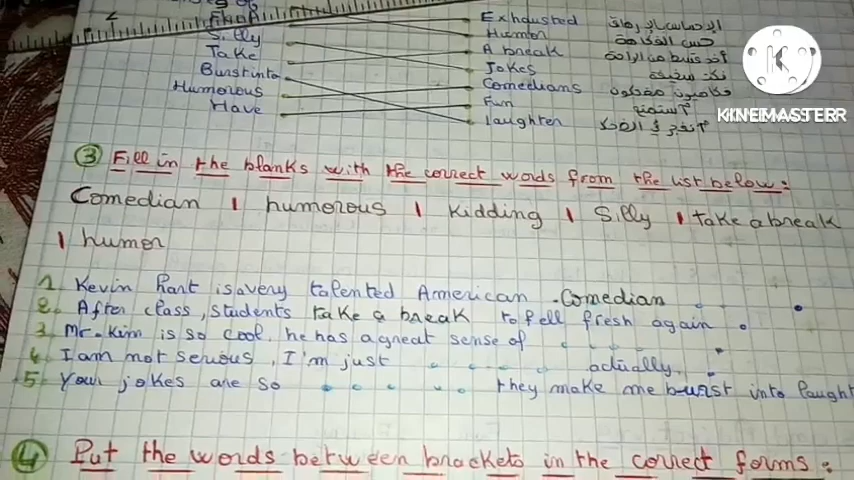 Silly
Take
Burst into
Humorous
Have
Exhausted
Humor
A break
Jokes
Comedians
Fun
laughter
حس الفكاهة
نكت سخيفة
KINEMASTER
3 Fill in the blanks with the correct words from the list below:
Comedian | humorous | kidding | Silly | take a break
| humor
1 Kevin Hart is a very talented American .Comedian . .
2. After class, students take a break to fell fresh again .
3 Mr. Kim is so cool, he has a great sense of . . . .
4 I am not serious, I'm just . . . . actually.
5. Your jokes are so . . . . . they make me burst into laught
4 Put the words between brackets in the correct forms: